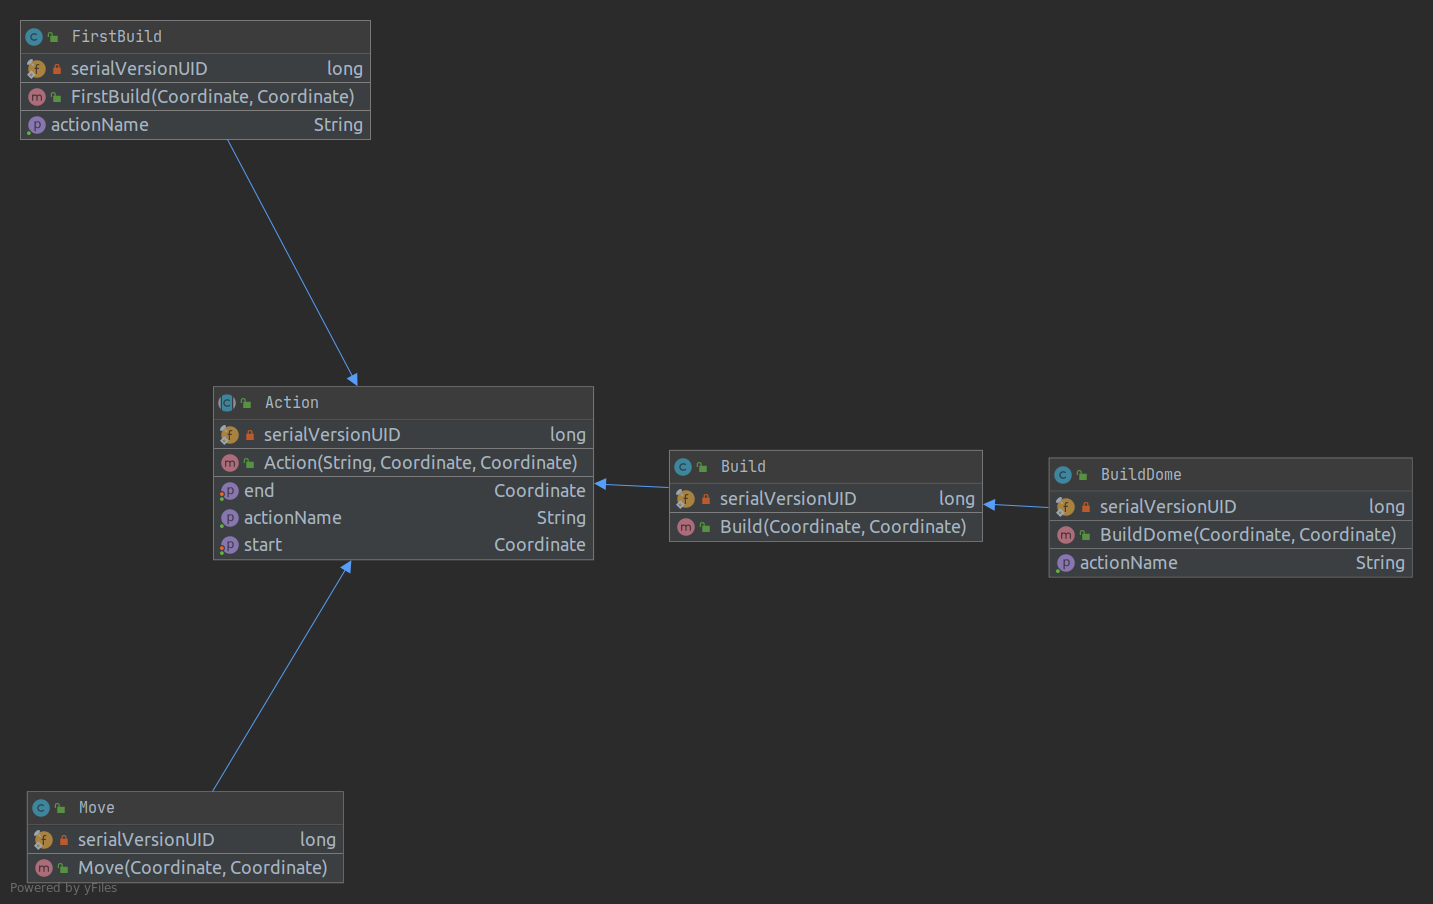 FirstBuild
serialVersionUID long
FirstBuild(Coordinate, Coordinate)
actionName String
Action
serialVersionUID long
Action(String, Coordinate, Coordinate)
end Coordinate
actionName String
start Coordinate
Build
serialVersionUID long
Build(Coordinate, Coordinate)
BuildDome
serialVersionUID long
BuildDome(Coordinate, Coordinate)
actionName String
Move
serialVersionUID long
Move(Coordinate, Coordinate)
Powered by yFiles